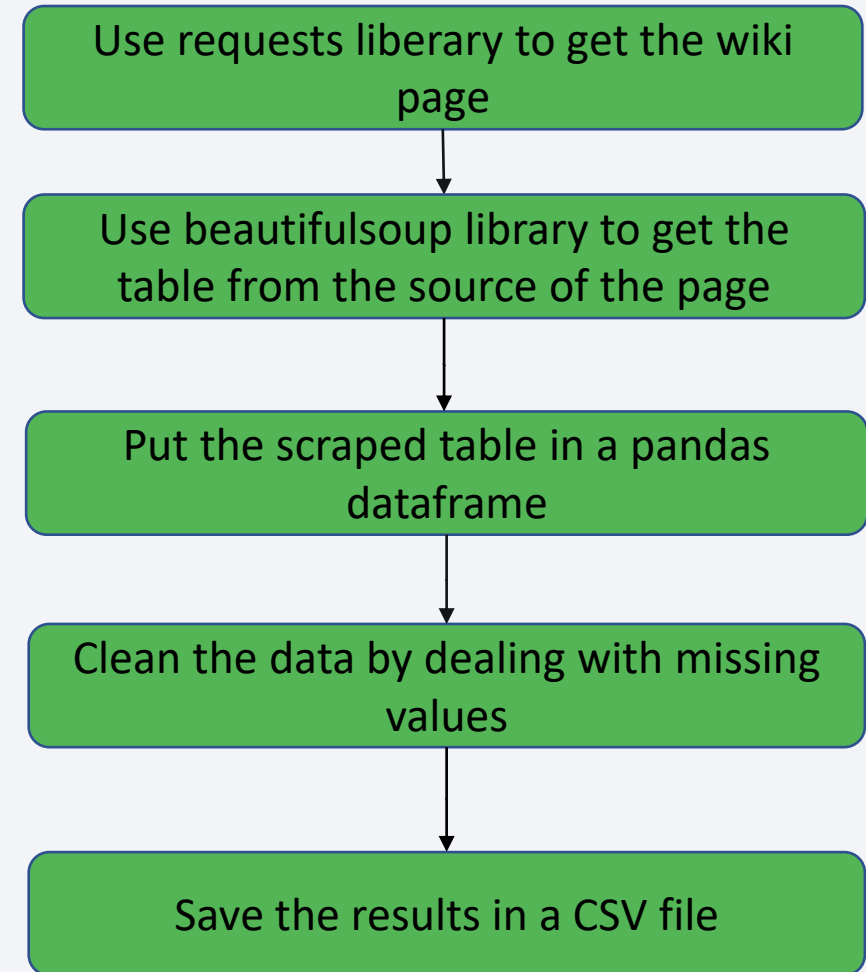 Use requests liberary to get the wiki
page
Use beautifulsoup library to get the
table from the source of the page
Put the scraped table in a pandas
dataframe
Clean the data by dealing with missing
values
Save the results in a CSV file